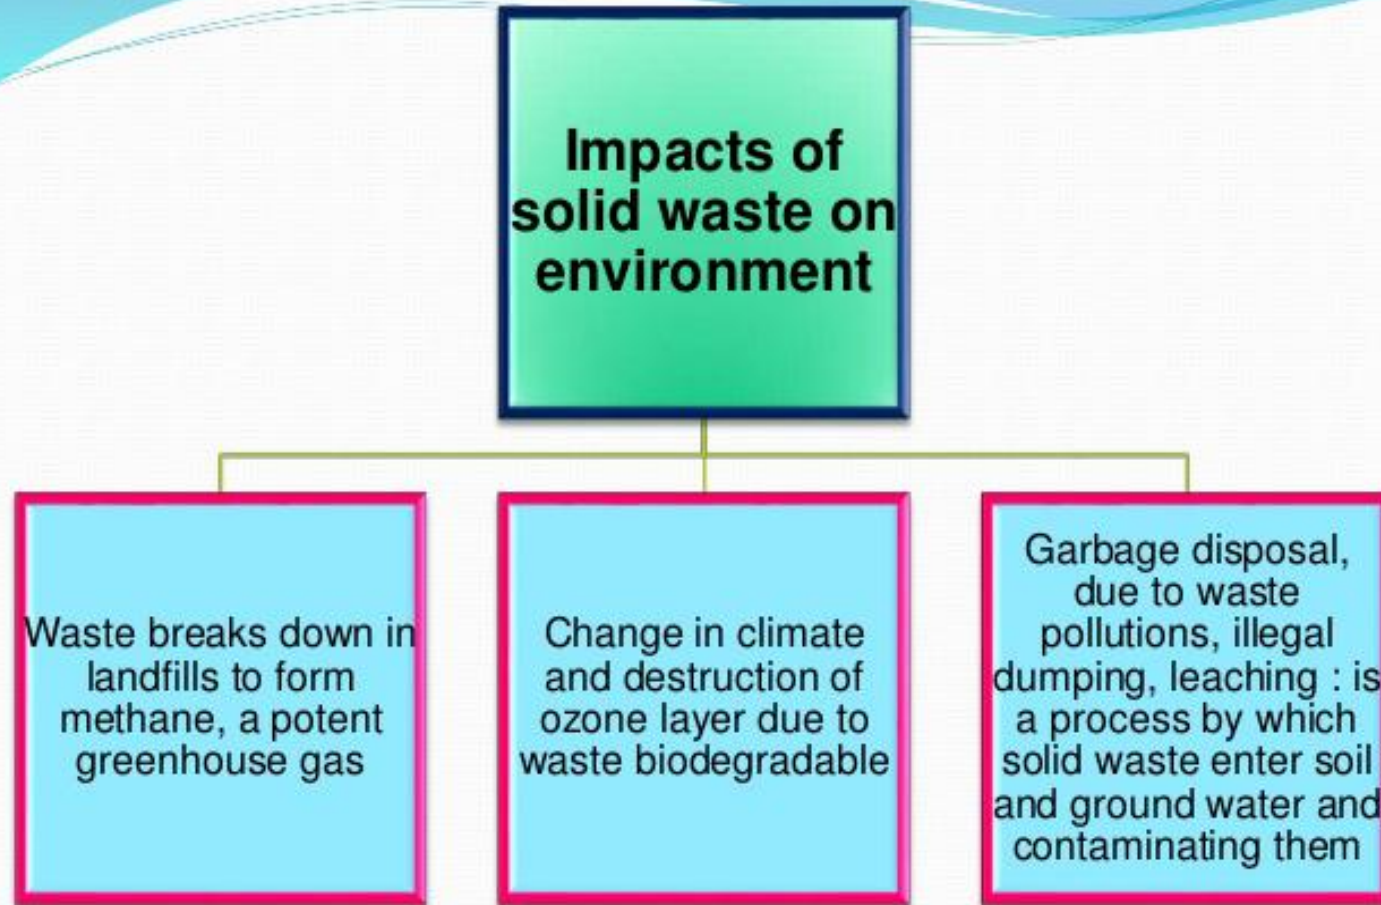 Impacts of
solid waste on
environment
Waste breaks down in
landfills to form
methane, a potent
greenhouse gas
Change in climate
and destruction of
ozone layer due to
waste biodegradable
Garbage disposal,
due to waste
pollutions, illegal
dumping, leaching : is
a process by which
solid waste enter soil
and ground water and
contaminating them